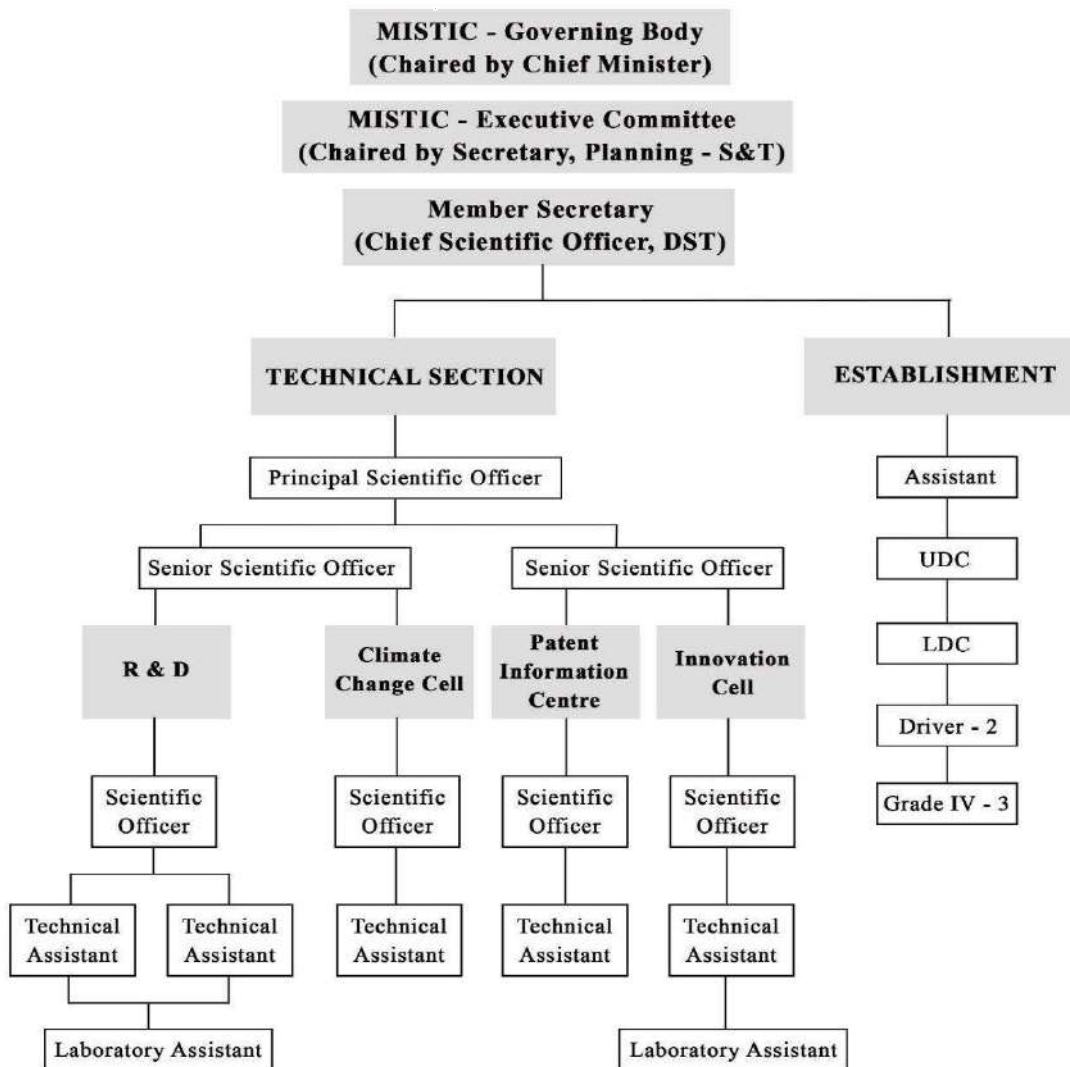 MISTIC - Governing Body
(Chaired by Chief Minister)
MISTIC - Executive Committee
(Chaired by Secretary, Planning - S&T)
Member Secretary
(Chief Scientific Officer, DST)
TECHNICAL SECTION
ESTABLISHMENT
Principal Scientific Officer
Assistant
Senior Scientific Officer
Senior Scientific Officer
UDC
R & D
Climate
Change Cell
Patent
Information
Centre
Innovation
Cell
LDC
Driver - 2
Scientific
Officer
Scientific
Officer
Scientific
Officer
Scientific
Officer
Grade IV - 3
Technical
Assistant
Technical
Assistant
Technical
Assistant
Technical
Assistant
Technical
Assistant
Laboratory Assistant
Laboratory Assistant